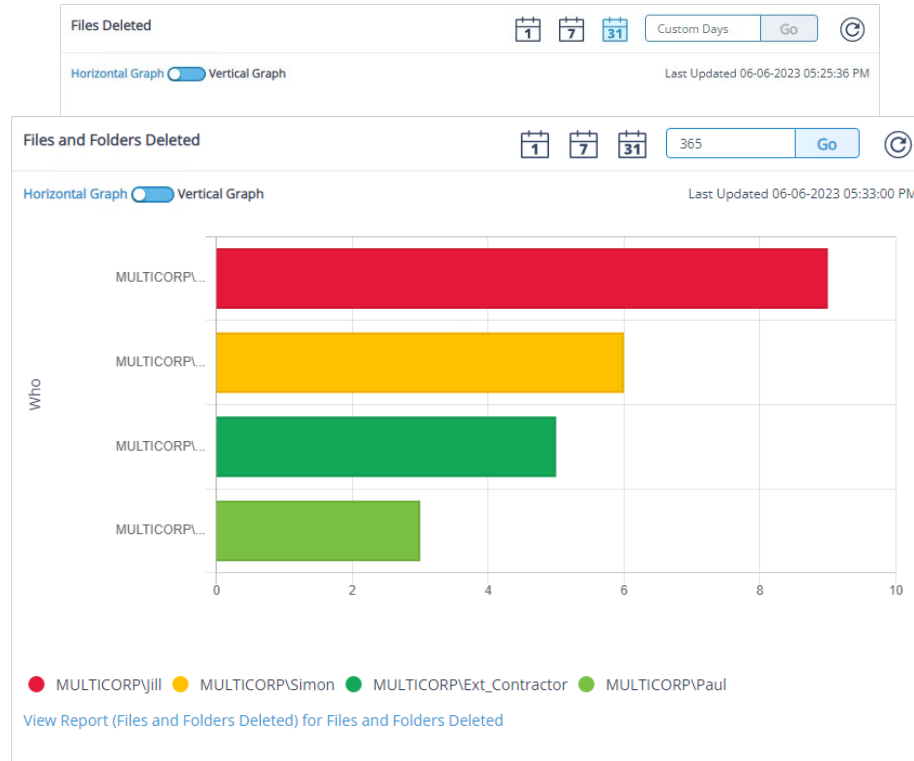 Files Deleted
1 7 31 Custom Days Go
Horizontal Graph Vertical Graph
Last Updated 06-06-2023 05:25:36 PM
Files and Folders Deleted
1 7 31 365 Go
Horizontal Graph Vertical Graph
Last Updated 06-06-2023 05:33:00 PM
Who
MULTICORP\...
MULTICORP\...
MULTICORP\...
MULTICORP\...
0 2 4 6 8 10
MULTICORP\Jill MULTICORP\Simon MULTICORP\Ext_Contractor MULTICORP\Paul
View Report (Files and Folders Deleted) for Files and Folders Deleted